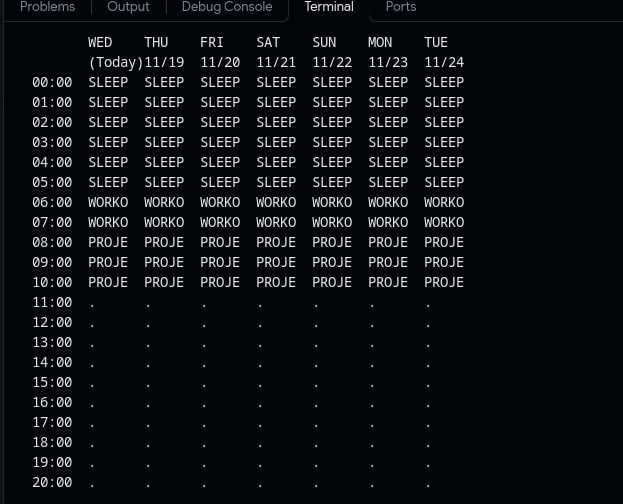 Problems Output Debug Console Terminal Ports
WED THU FRI SAT SUN MON TUE
(Today)11/19 11/20 11/21 11/22 11/23 11/24
00:00 SLEEP SLEEP SLEEP SLEEP SLEEP SLEEP SLEEP
01:00 SLEEP SLEEP SLEEP SLEEP SLEEP SLEEP SLEEP
02:00 SLEEP SLEEP SLEEP SLEEP SLEEP SLEEP SLEEP
03:00 SLEEP SLEEP SLEEP SLEEP SLEEP SLEEP SLEEP
04:00 SLEEP SLEEP SLEEP SLEEP SLEEP SLEEP SLEEP
05:00 SLEEP SLEEP SLEEP SLEEP SLEEP SLEEP SLEEP
06:00 WORKO WORKO WORKO WORKO WORKO WORKO WORKO
07:00 WORKO WORKO WORKO WORKO WORKO WORKO WORKO
08:00 PROJE PROJE PROJE PROJE PROJE PROJE PROJE
09:00 PROJE PROJE PROJE PROJE PROJE PROJE PROJE
10:00 PROJE PROJE PROJE PROJE PROJE PROJE PROJE
11:00 . . . . . . .
12:00 . . . . . . .
13:00 . . . . . . .
14:00 . . . . . . .
15:00 . . . . . . .
16:00 . . . . . . .
17:00 . . . . . . .
18:00 . . . . . . .
19:00 . . . . . . .
20:00 . . . . . . .